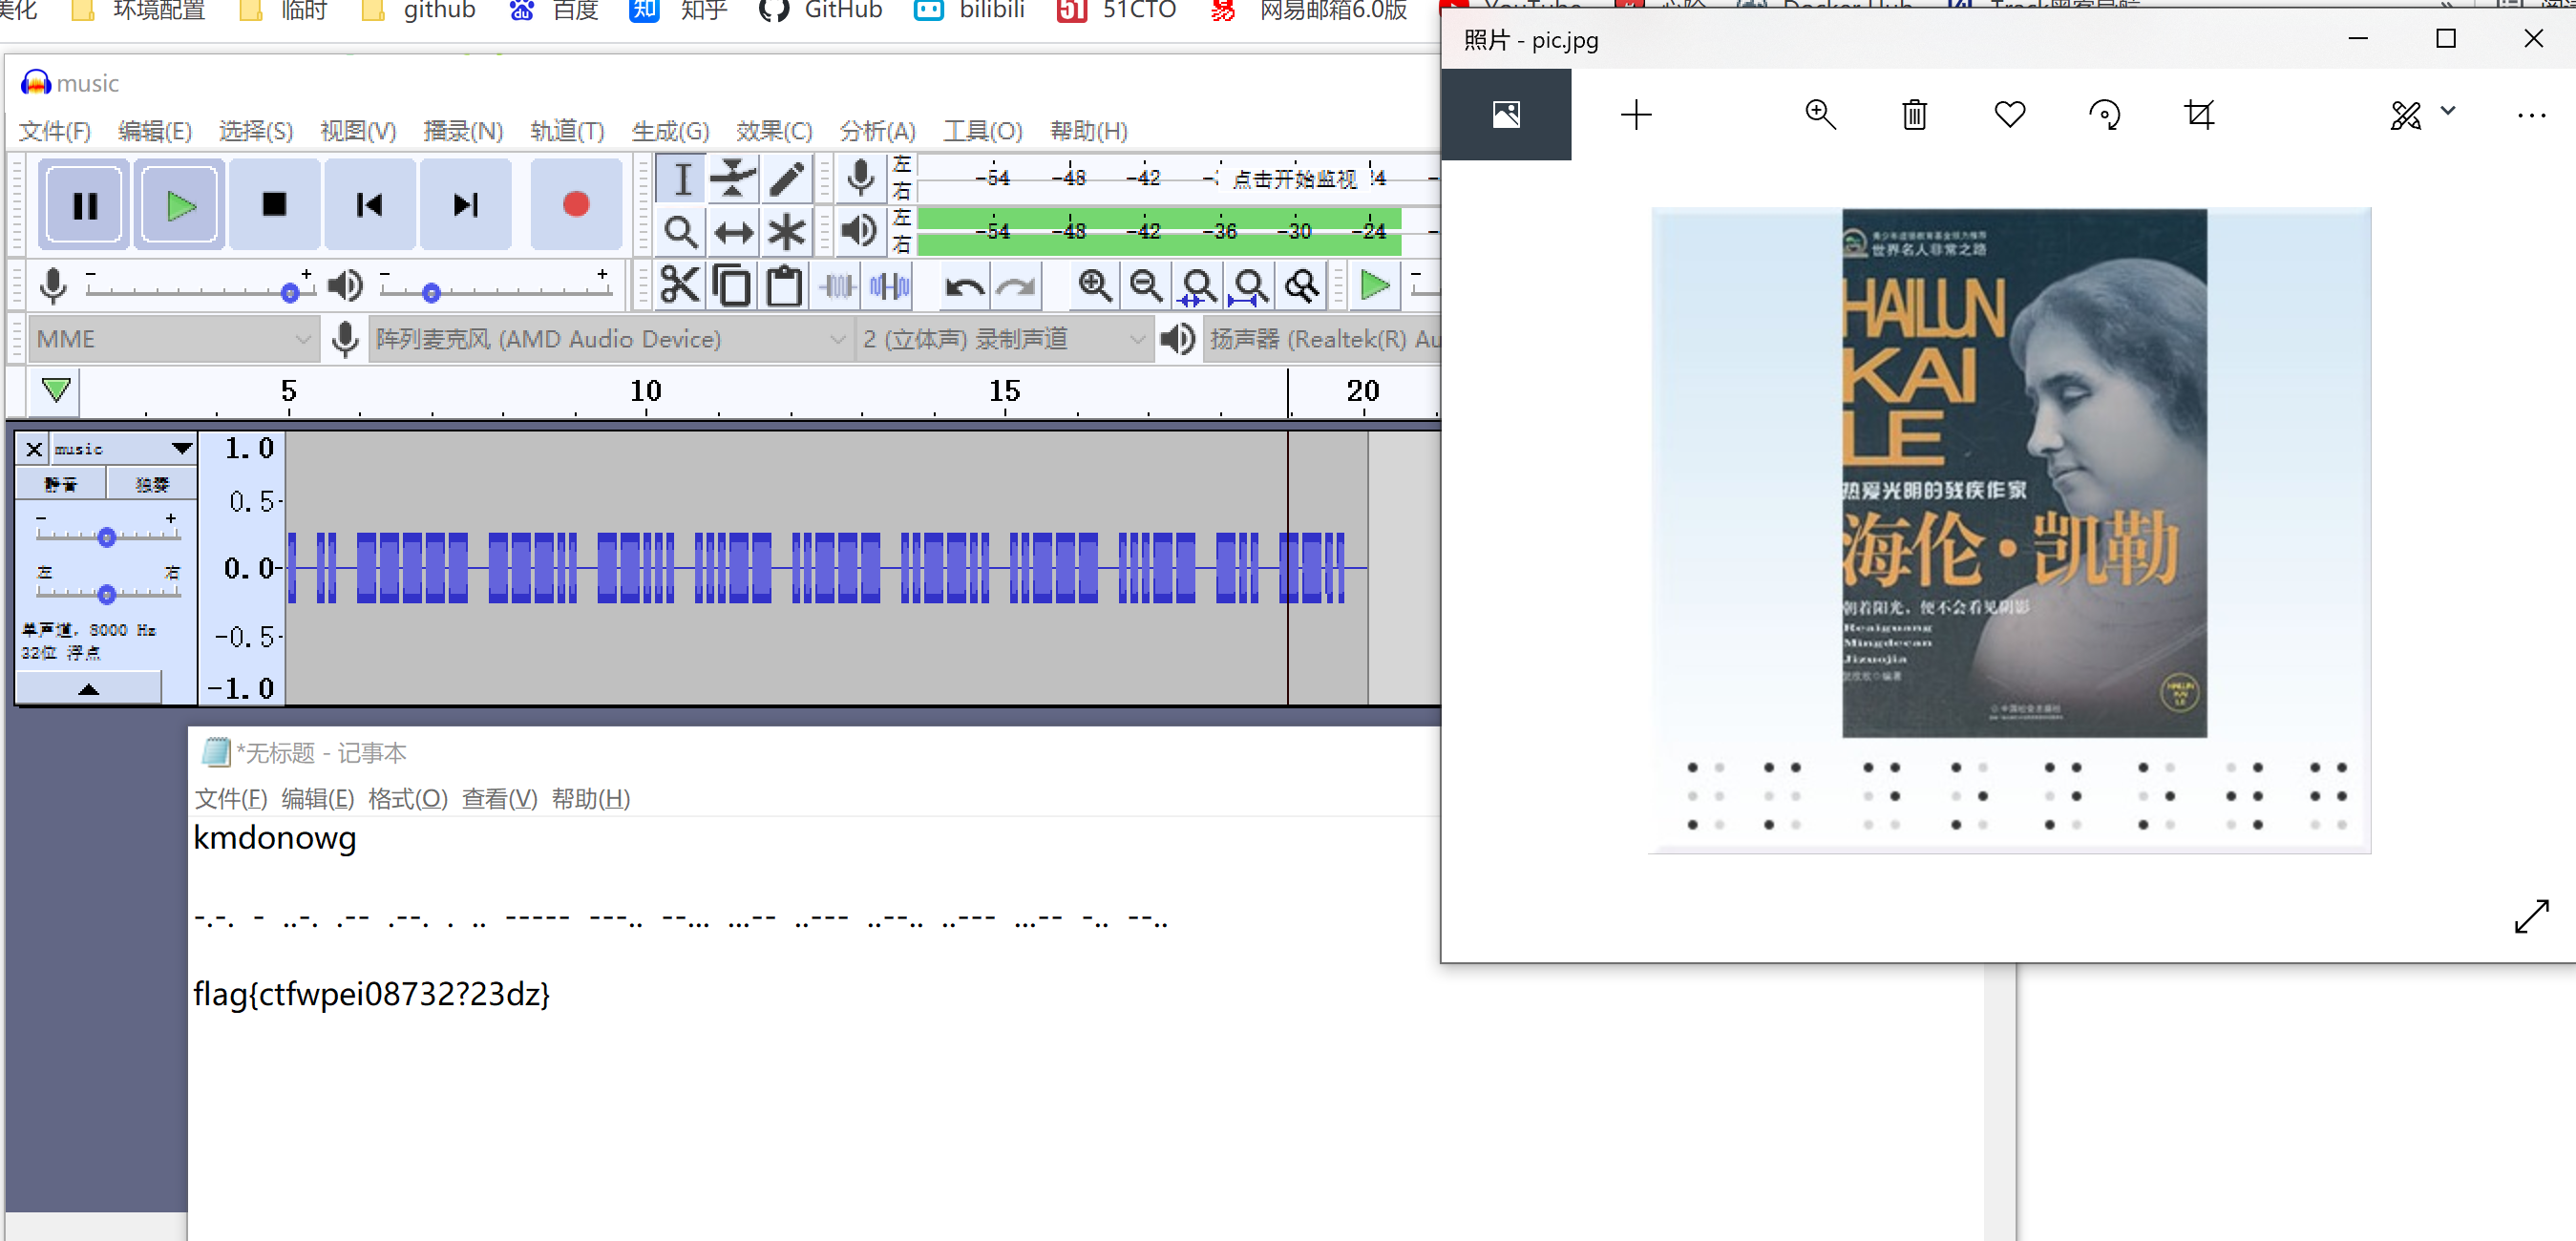 美化 环境配置 临时 github 百度 知乎 GitHub bilibili 51CTO 网易邮箱6.0版
music
文件(F) 编辑(E) 选择(S) 视图(V) 播录(N) 轨道(T) 生成(G) 效果(C) 分析(A) 工具(O) 帮助(H)
左 -54 -48 -42 点击开始监视
右
左 -54 -48 -42 -36 -30 -24
右
MME 阵列麦克风 (AMD Audio Device) 2 (立体声) 录制声道 扬声器 (Realtek(R) Au
5 10 15 20
music
静音 独奏
左 右
单声道, 8000 Hz
32位 浮点
1.0
0.5
0.0
-0.5
-1.0
*无标题 - 记事本
文件(F) 编辑(E) 格式(O) 查看(V) 帮助(H)
kmdonowg
-.-. - ..-. .-- .--. . .. ----- ---.. --... ...-- ..--- ..--.. ..--- ...-- -.. --..
flag{ctfwpei08732?23dz}
照片 - pic.jpg
世界名人非常之路
HAILUN
KAI
LE
热爱光明的残疾作家
海伦·凯勒
朝着阳光，便不会看见阴影
Reaiguang
Mingdecan
Jizuojia